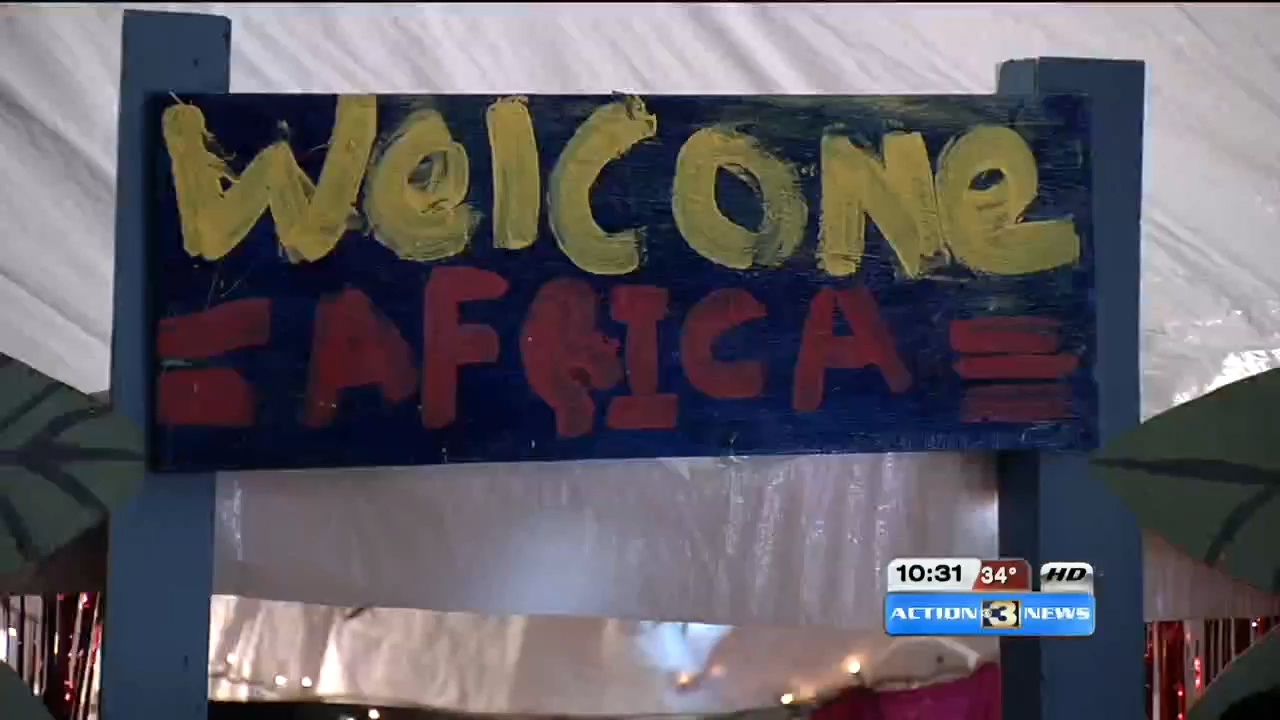 WelCONe
= AFRICA =
10:31 34° HD
ACTION 3 NEWS